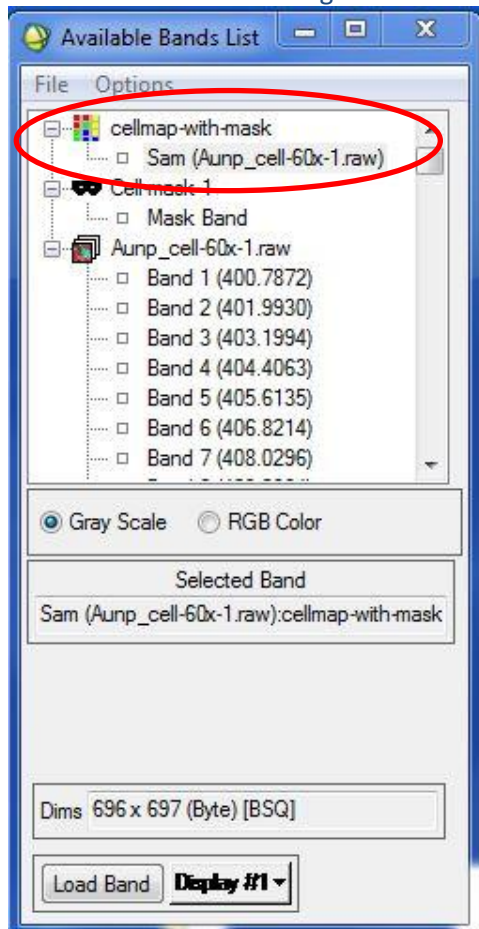 Available Bands List
File Options
cellmap-with-mask
Sam (Aunp_cell-60x-1.raw)
Cell mask-1
Mask Band
Aunp_cell-60x-1.raw
Band 1 (400.7872)
Band 2 (401.9930)
Band 3 (403.1994)
Band 4 (404.4063)
Band 5 (405.6135)
Band 6 (406.8214)
Band 7 (408.0296)
Gray Scale RGB Color
Selected Band
Sam (Aunp_cell-60x-1.raw):cellmap-with-mask
Dims 696 x 697 (Byte) [BSQ]
Load Band Display #1